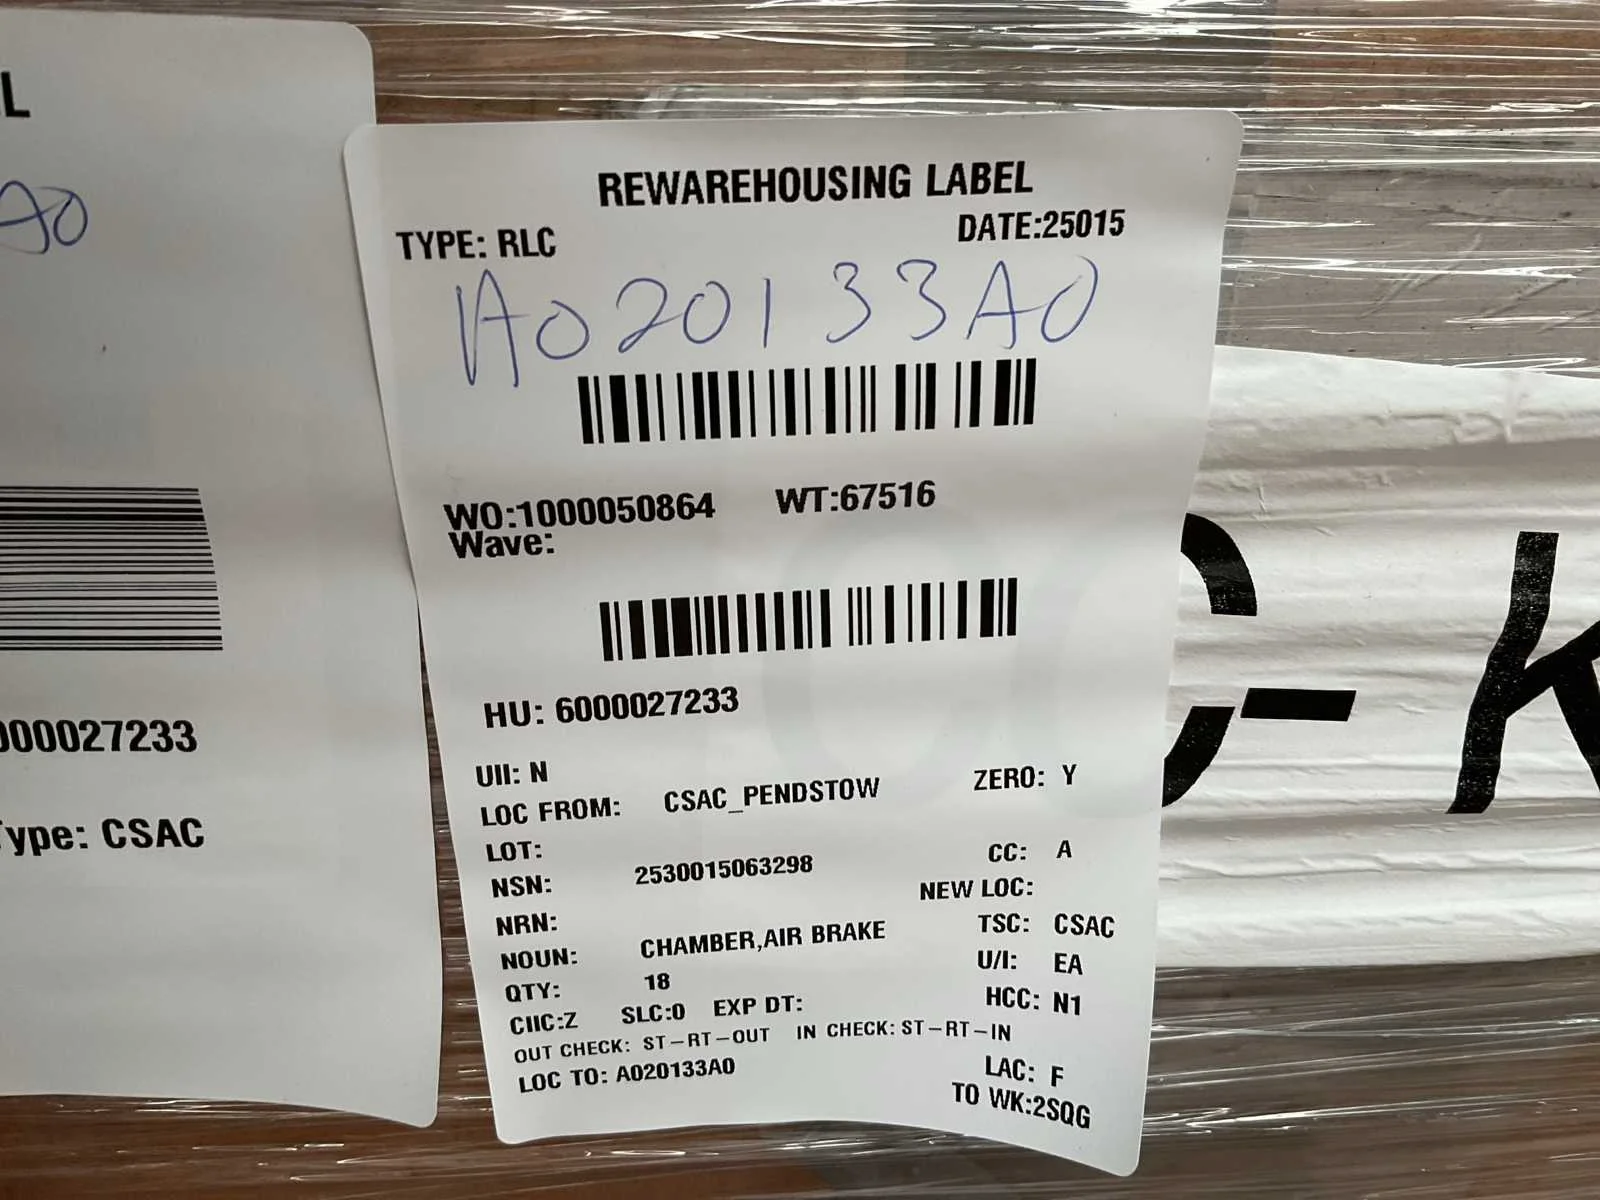 L
A0
000027233
Type: CSAC
REWAREHOUSING LABEL
TYPE: RLC DATE:25015
A020133A0
WO:1000050864 WT:67516
Wave:
HU: 6000027233
UII: N
LOC FROM: CSAC_PENDSTOW ZERO: Y
LOT: CC: A
NSN: 2530015063298 NEW LOC:
NRN: TSC: CSAC
NOUN: CHAMBER,AIR BRAKE U/I: EA
QTY: 18 HCC: N1
CIIC:Z SLC:0 EXP DT:
OUT CHECK: ST-RT-OUT IN CHECK: ST-RT-IN
LOC TO: A020133A0 LAC: F
TO WK:2SQG
C-K